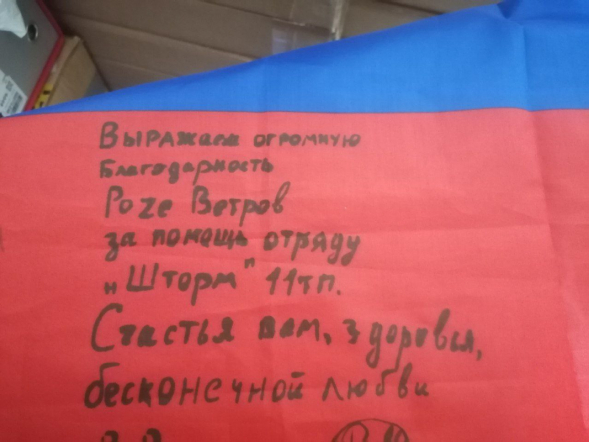 Выражаем огромную
Благодарность
Розе Ветров
за помощь отряду
"Шторм" 11тп.
Счастья вам, здоровья,
бесконечной любви